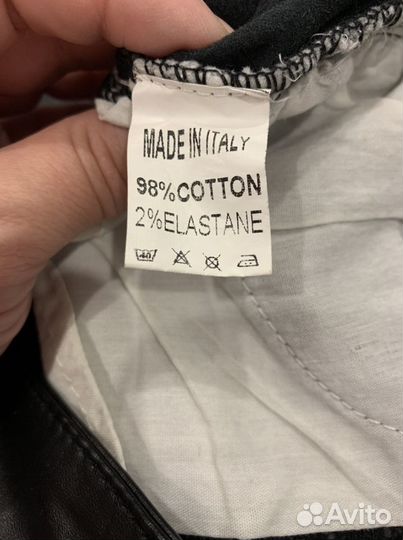 MADE IN ITALY
98%COTTON
2%ELASTANE
40
Avito